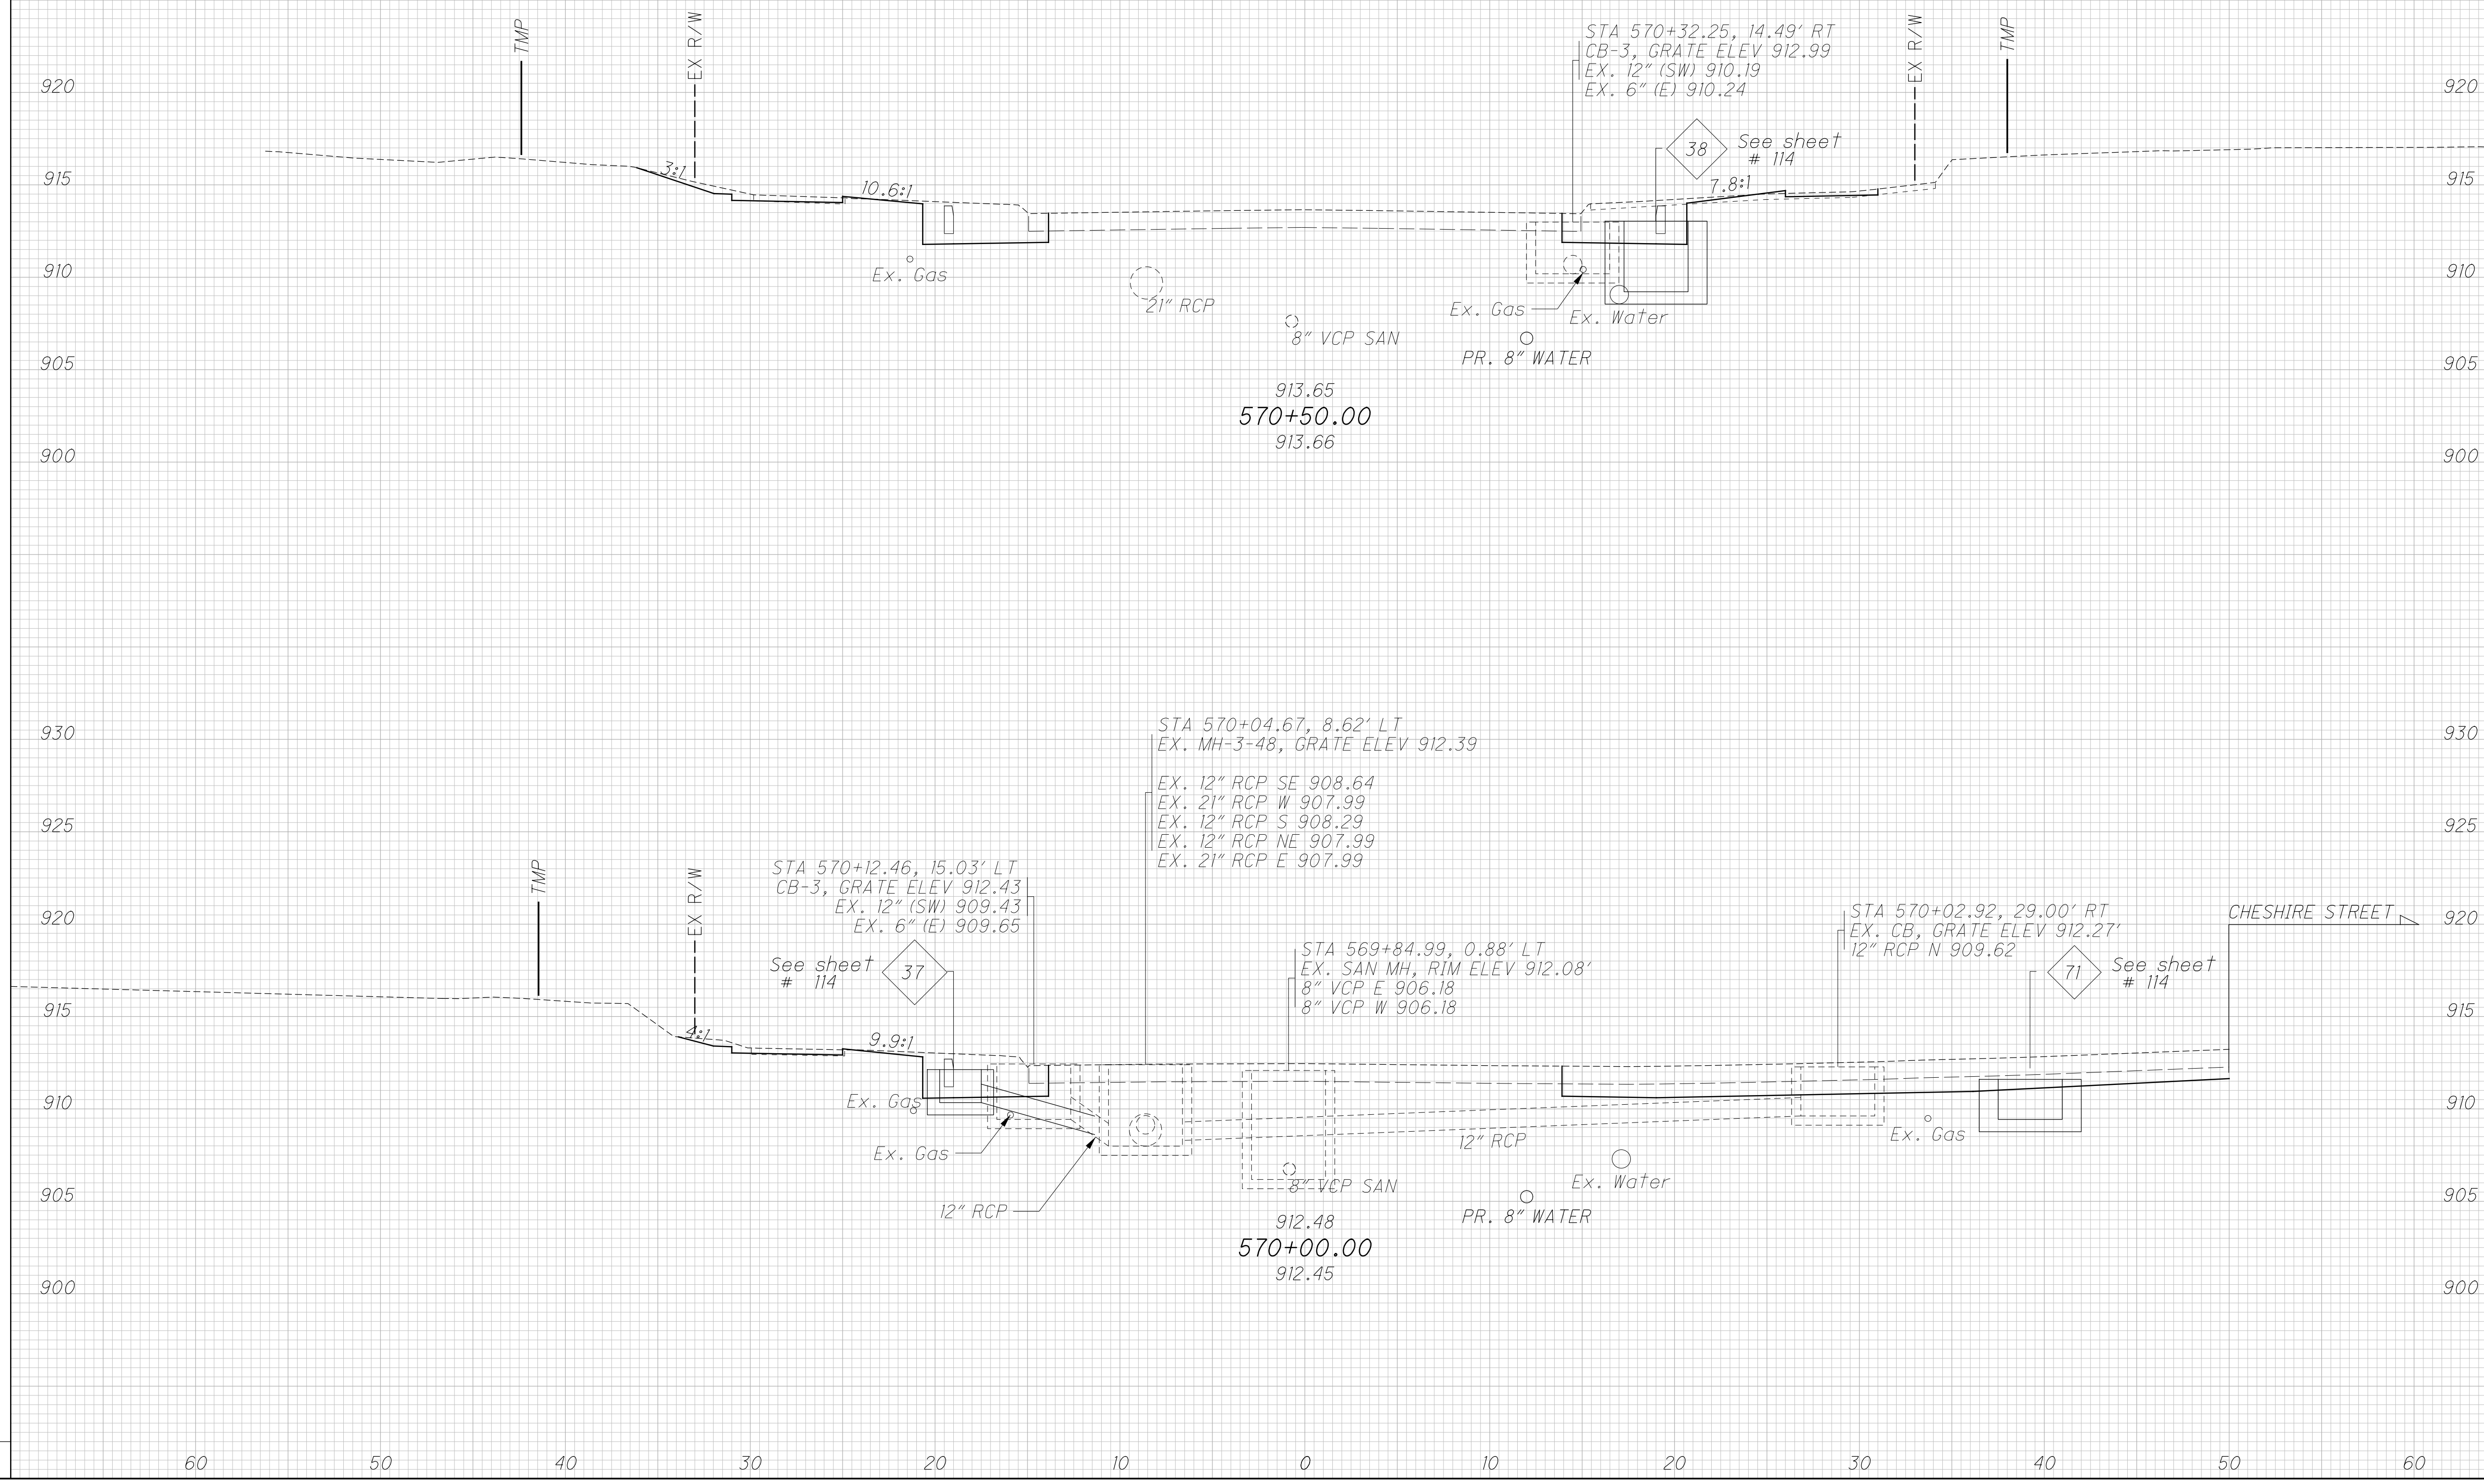 TMP
EX R/W
STA 570+32.25, 14.49' RT
CB-3, GRATE ELEV 912.99
EX. 12" (SW) 910.19
EX. 6" (E) 910.24
EX R/W
TMP
920
920
38
See sheet
# 114
3:1
10.6:1
7.8:1
915
915
910
910
Ex. Gas
21" RCP
8" VCP SAN
Ex. Gas
Ex. Water
PR. 8" WATER
905
905
913.65
570+50.00
913.66
900
900
930
930
STA 570+04.67, 8.62' LT
EX. MH-3-48, GRATE ELEV 912.39
EX. 12" RCP SE 908.64
EX. 21" RCP W 907.99
EX. 12" RCP S 908.29
EX. 12" RCP NE 907.99
EX. 21" RCP E 907.99
925
925
TMP
EX R/W
STA 570+12.46, 15.03' LT
CB-3, GRATE ELEV 912.43
EX. 12" (SW) 909.43
EX. 6" (E) 909.65
STA 570+02.92, 29.00' RT
EX. CB, GRATE ELEV 912.27'
12" RCP N 909.62
CHESHIRE STREET
920
920
See sheet
# 114
37
STA 569+84.99, 0.88' LT
EX. SAN MH, RIM ELEV 912.08'
8" VCP E 906.18
8" VCP W 906.18
71
See sheet
# 114
915
915
4:1
9.9:1
910
910
Ex. Gas
Ex. Gas
12" RCP
12" RCP
8" VCP SAN
Ex. Water
PR. 8" WATER
Ex. Gas
905
905
912.48
570+00.00
912.45
900
900
60 50 40 30 20 10 0 10 20 30 40 50 60